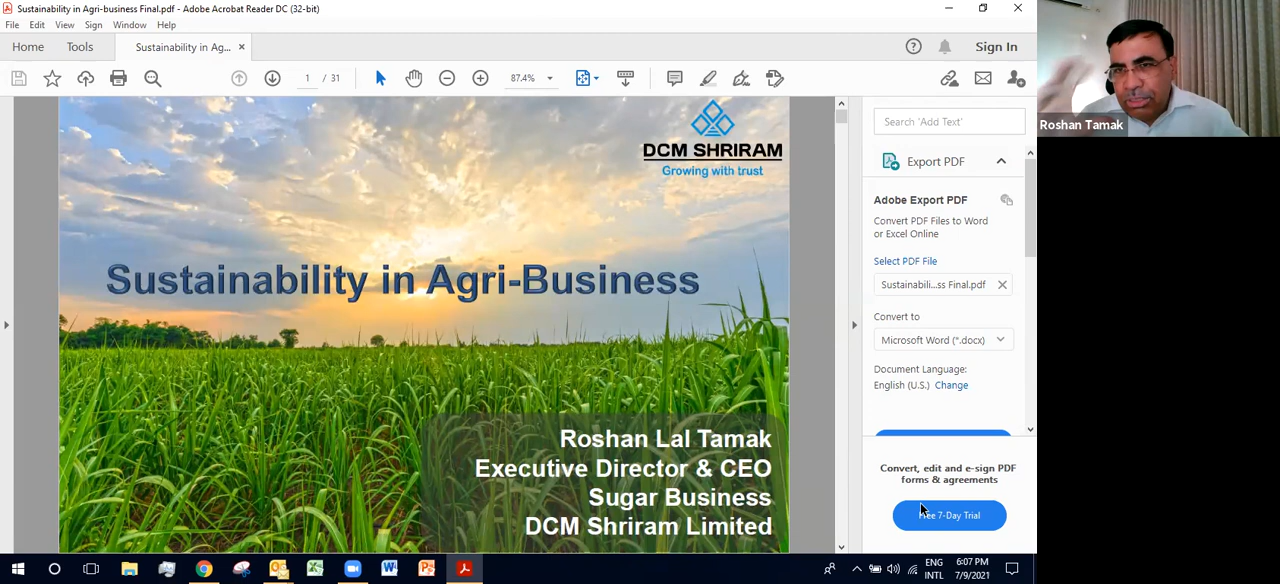 Sustainability in Agri-business Final.pdf - Adobe Acrobat Reader DC (32-bit)
File Edit View Sign Window Help
Home Tools Sustainability in Ag... × Sign In
1 / 31 87.4%
DCM SHRIRAM
Growing with trust
Sustainability in Agri-Business
Roshan Lal Tamak
Executive Director & CEO
Sugar Business
DCM Shriram Limited
Search 'Add Text'
Export PDF
Adobe Export PDF
Convert PDF Files to Word
or Excel Online
Select PDF File
Sustainabili...ss Final.pdf
Convert to
Microsoft Word (*.docx)
Document Language:
English (U.S.) Change
Convert, edit and e-sign PDF
forms & agreements
7-Day Trial
Roshan Tamak
ENG
INTL
6:07 PM
7/9/2021